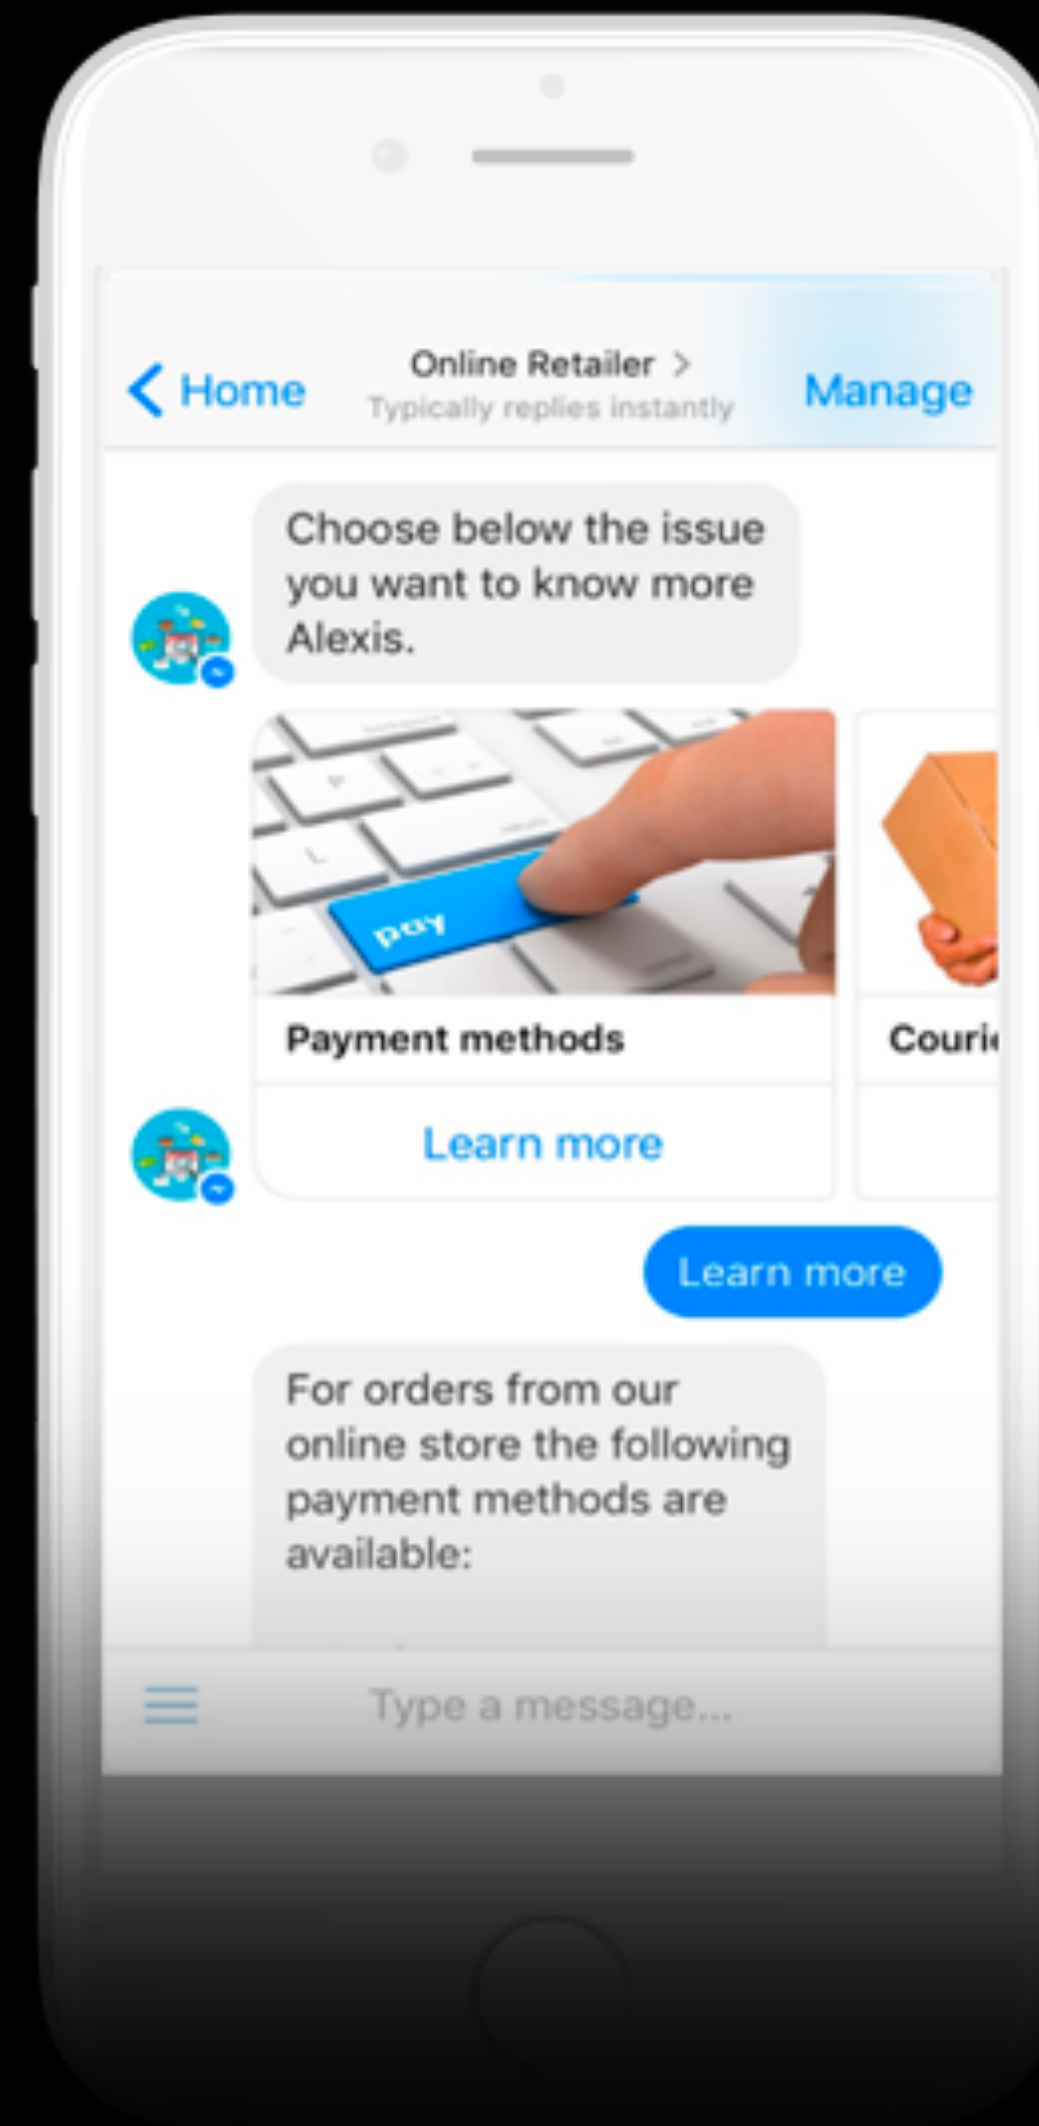 Home
Online Retailer >
Typically replies instantly
Manage
Choose below the issue
you want to know more
Alexis.
P
L
pay
Payment methods
Learn more
Learn more
For orders from our
online store the following
payment methods are
available:
Type a message...